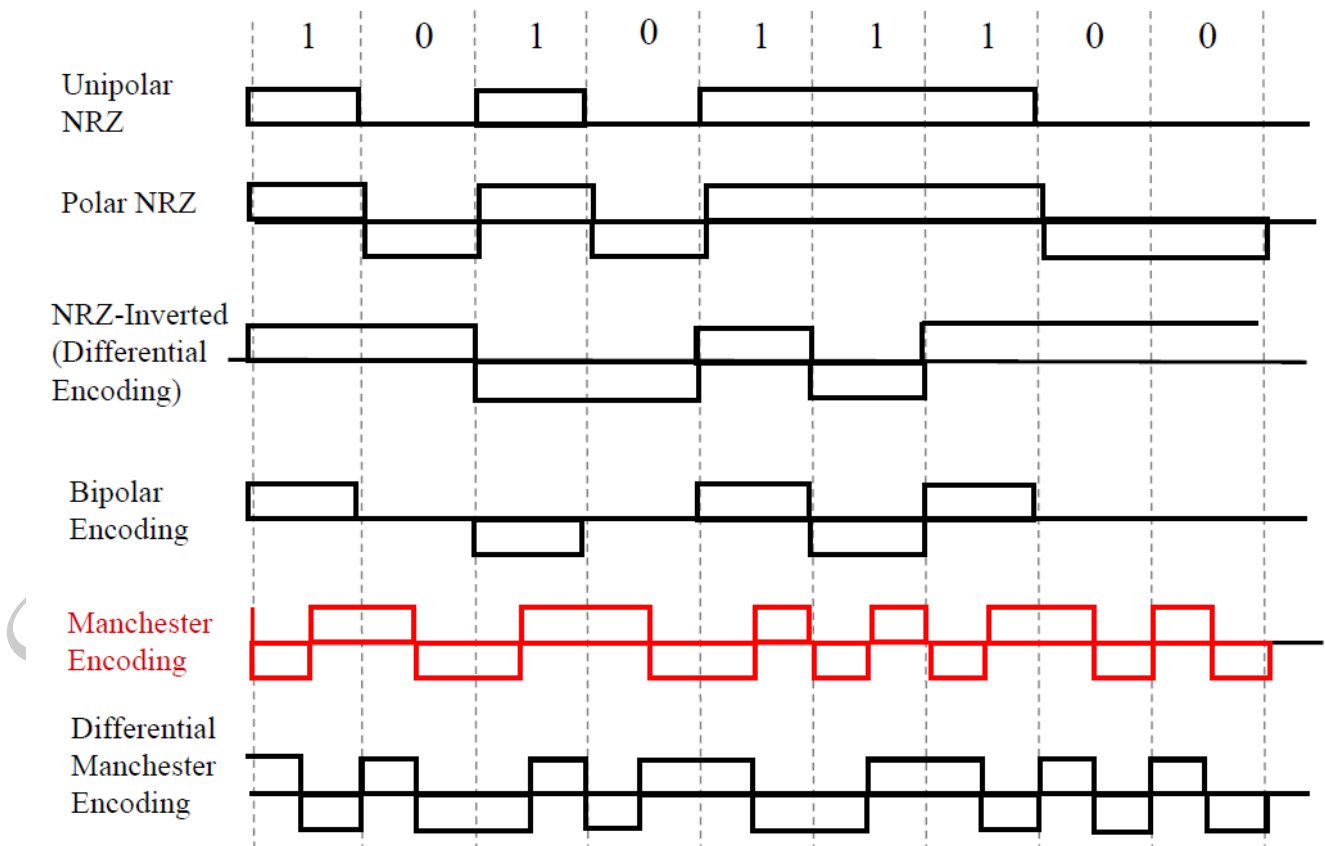 1 0 1 0 1 1 1 0 0
Unipolar
NRZ
Polar NRZ
NRZ-Inverted
(Differential
Encoding)
Bipolar
Encoding
Manchester
Encoding
Differential
Manchester
Encoding